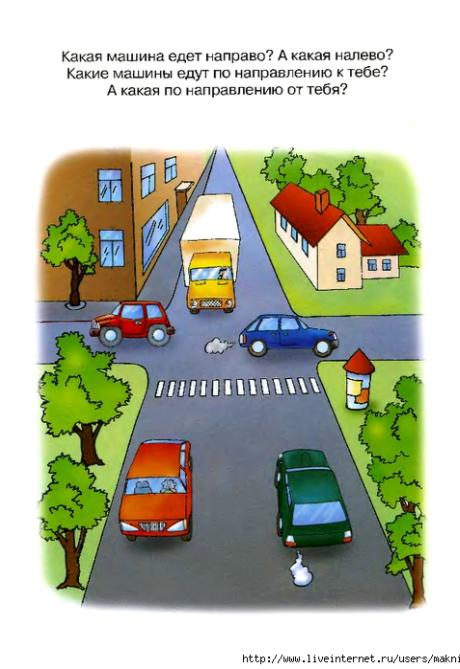 Какая машина едет направо? А какая налево?
Какие машины едут по направлению к тебе?
А какая по направлению от тебя?
http://www.liveinternet.ru/users/makni